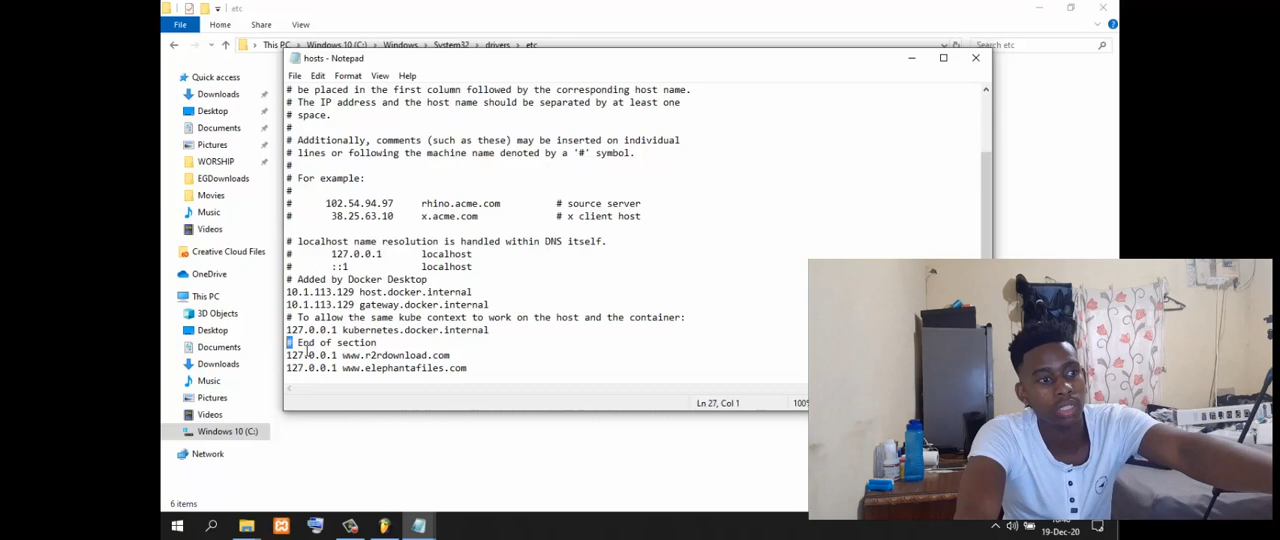 etc
File Home Share View
This PC Windows 10 (C:) Windows System32 drivers etc
Search etc
Quick access
Downloads
Desktop
Documents
Pictures
WORSHIP
EGDownloads
Movies
Music
Videos
Creative Cloud Files
OneDrive
This PC
3D Objects
Desktop
Documents
Downloads
Music
Pictures
Videos
Windows 10 (C:)
Network
6 items
hosts - Notepad
File Edit Format View Help
# be placed in the first column followed by the corresponding host name.
# The IP address and the host name should be separated by at least one
# space.
#
# Additionally, comments (such as these) may be inserted on individual
# lines or following the machine name denoted by a '#' symbol.
#
# For example:
#
# 102.54.94.97 rhino.acme.com # source server
# 38.25.63.10 x.acme.com # x client host
# localhost name resolution is handled within DNS itself.
# 127.0.0.1 localhost
# ::1 localhost
# Added by Docker Desktop
10.1.113.129 host.docker.internal
10.1.113.129 gateway.docker.internal
# To allow the same kube context to work on the host and the container:
127.0.0.1 kubernetes.docker.internal
# End of section
127.0.0.1 www.r2rdownload.com
127.0.0.1 www.elephantafiles.com
Ln 27, Col 1 100%
19-Dec-20